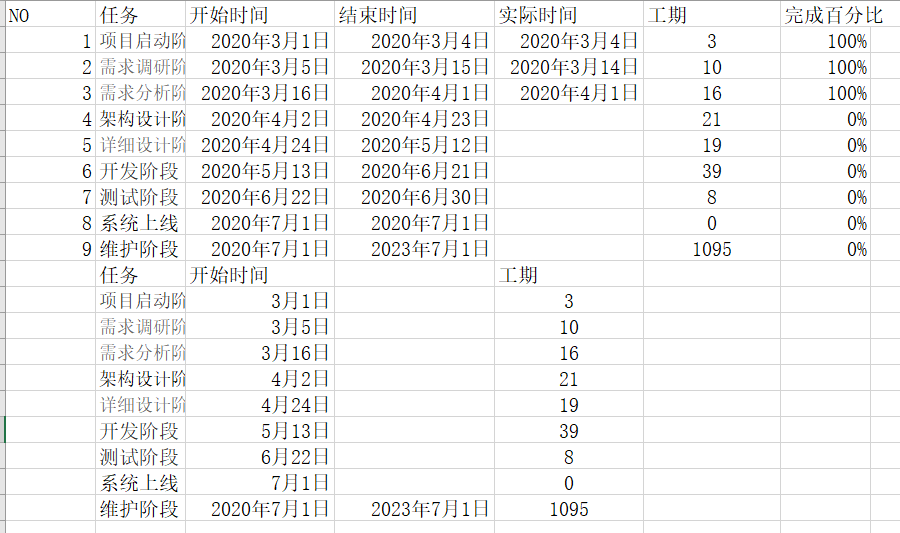 NO 任务 开始时间 结束时间 实际时间 工期 完成百分比
1 项目启动阶 2020年3月1日 2020年3月4日 2020年3月4日 3 100%
2 需求调研阶 2020年3月5日 2020年3月15日 2020年3月14日 10 100%
3 需求分析阶 2020年3月16日 2020年4月1日 2020年4月1日 16 100%
4 架构设计阶 2020年4月2日 2020年4月23日 21 0%
5 详细设计阶 2020年4月24日 2020年5月12日 19 0%
6 开发阶段 2020年5月13日 2020年6月21日 39 0%
7 测试阶段 2020年6月22日 2020年6月30日 8 0%
8 系统上线 2020年7月1日 2020年7月1日 0 0%
9 维护阶段 2020年7月1日 2023年7月1日 1095 0%
任务 开始时间 工期
项目启动阶 3月1日 3
需求调研阶 3月5日 10
需求分析阶 3月16日 16
架构设计阶 4月2日 21
详细设计阶 4月24日 19
开发阶段 5月13日 39
测试阶段 6月22日 8
系统上线 7月1日 0
维护阶段 2020年7月1日 2023年7月1日 1095